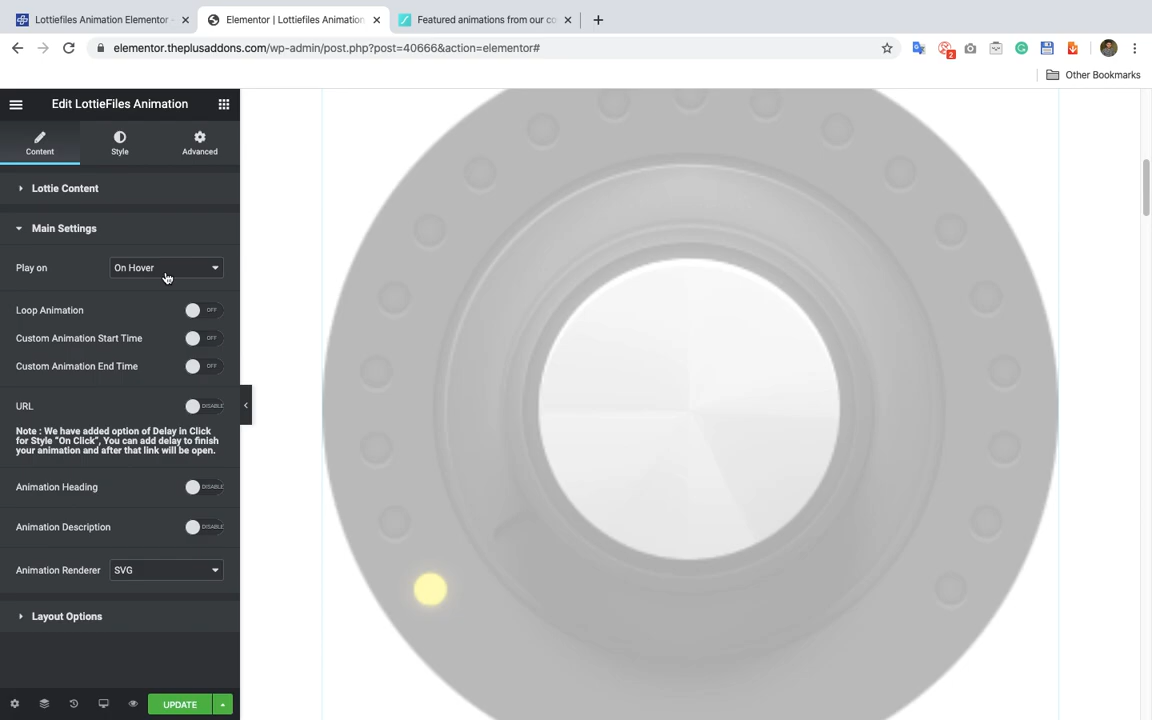 Lottiefiles Animation Elementor
Elementor | Lottiefiles Animation
Featured animations from our co
elementor.theplusaddons.com/wp-admin/post.php?post=40666&action=elementor#
2
Other Bookmarks
Edit LottieFiles Animation
Content
Style
Advanced
Lottie Content
Main Settings
Play on
On Hover
Loop Animation
OFF
Custom Animation Start Time
OFF
Custom Animation End Time
OFF
URL
DISABLE
Note : We have added option of Delay in Click
for Style "On Click", You can add delay to finish
your animation and after that link will be open.
Animation Heading
DISABLE
Animation Description
DISABLE
Animation Renderer
SVG
Layout Options
UPDATE